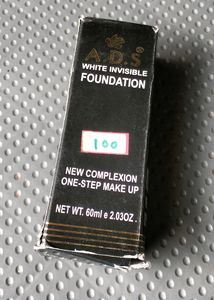 A.D.S®
WHITE INVISIBLE
FOUNDATION
100
NEW COMPLEXION
ONE-STEP MAKE UP
NET WT. 60ml e 2.03OZ.